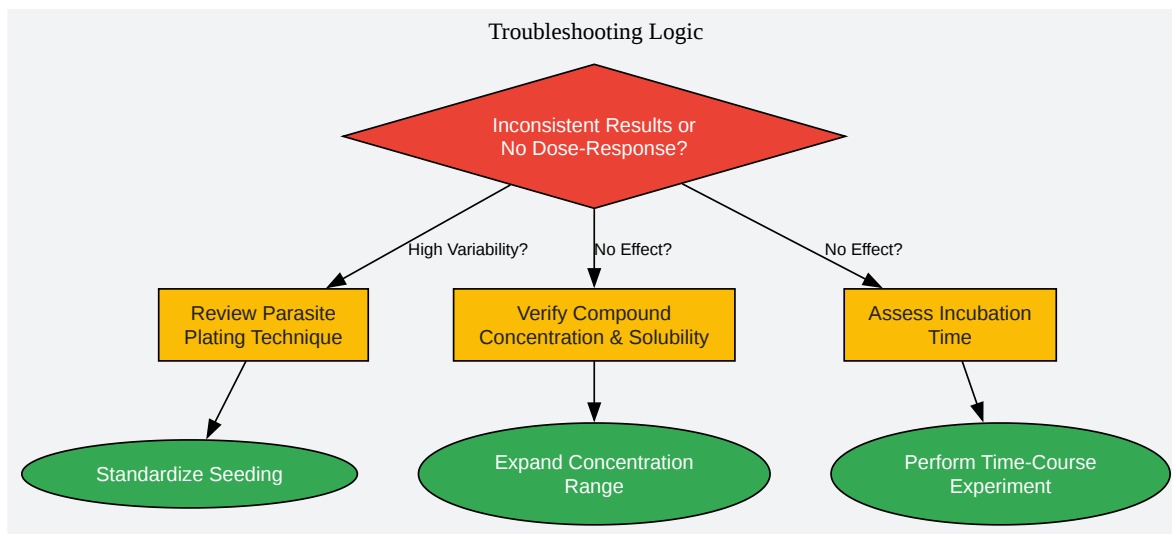 Troubleshooting Logic
Inconsistent Results or
No Dose-Response?
High Variability?
No Effect?
No Effect?
Review Parasite
Plating Technique
Verify Compound
Concentration & Solubility
Assess Incubation
Time
Standardize Seeding
Expand Concentration
Range
Perform Time-Course
Experiment